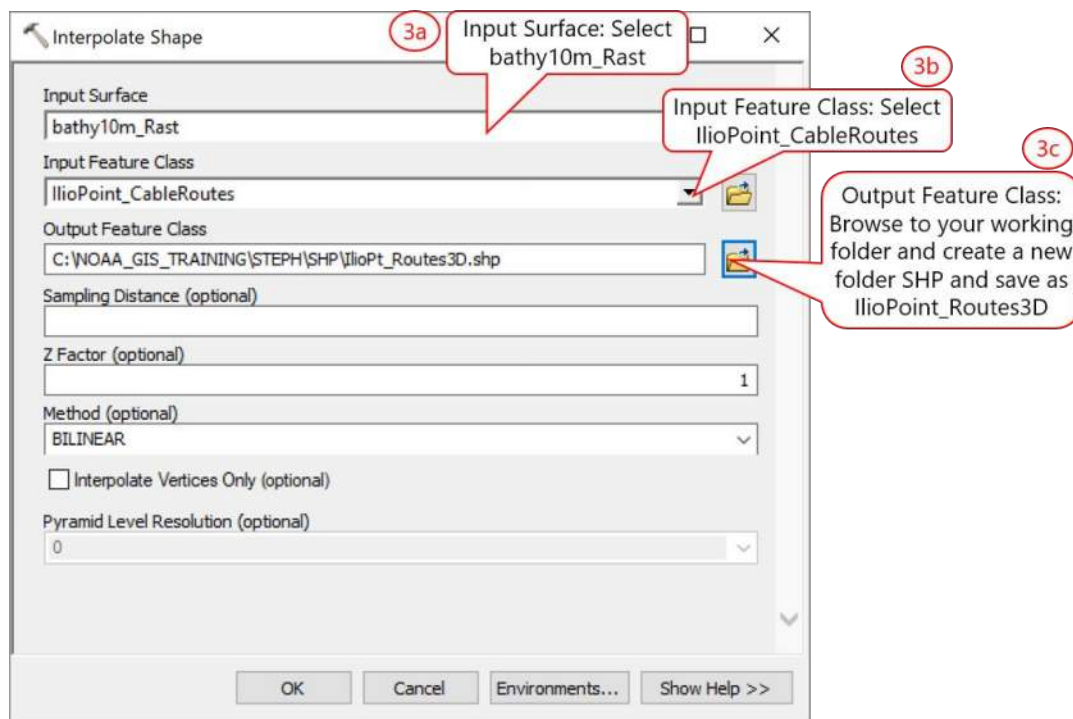 Interpolate Shape
3a
Input Surface: Select
bathy10m_Rast
3b
Input Feature Class: Select
IlioPoint_CableRoutes
3c
Output Feature Class:
Browse to your working
folder and create a new
folder SHP and save as
IlioPoint_Routes3D
Input Surface
bathy10m_Rast
Input Feature Class
IlioPoint_CableRoutes
Output Feature Class
C:\NOAA_GIS_TRAINING\STEPH\SHP\IlioPt_Routes3D.shp
Sampling Distance (optional)
Z Factor (optional)
1
Method (optional)
BILINEAR
Interpolate Vertices Only (optional)
Pyramid Level Resolution (optional)
0
OK
Cancel
Environments...
Show Help >>